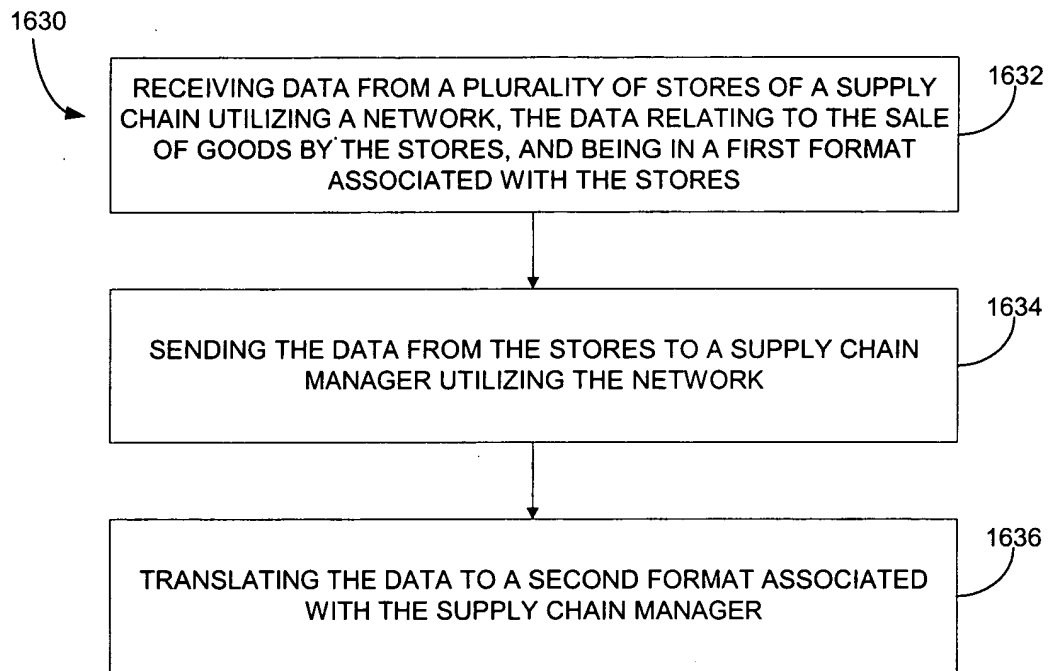 1630
1632
RECEIVING DATA FROM A PLURALITY OF STORES OF A SUPPLY
CHAIN UTILIZING A NETWORK, THE DATA RELATING TO THE SALE
OF GOODS BY THE STORES, AND BEING IN A FIRST FORMAT
ASSOCIATED WITH THE STORES
1634
SENDING THE DATA FROM THE STORES TO A SUPPLY CHAIN
MANAGER UTILIZING THE NETWORK
1636
TRANSLATING THE DATA TO A SECOND FORMAT ASSOCIATED
WITH THE SUPPLY CHAIN MANAGER